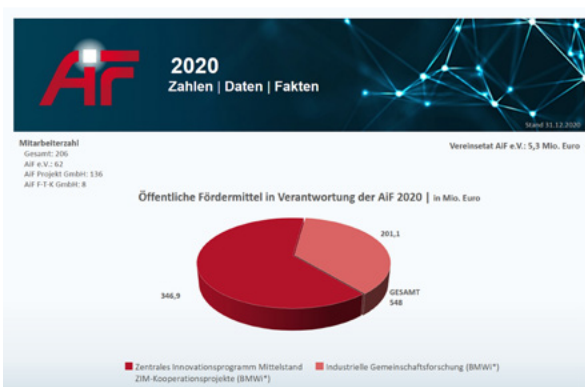 AiF
2020
Zahlen | Daten | Fakten
Stand 31.12.2020
Mitarbeiterzahl
Gesamt: 206
AiF e.V.: 62
AiF Projekt GmbH: 136
AiF F-T-K GmbH: 8
Vereinsetat AiF e.V.: 5,3 Mio. Euro
Öffentliche Fördermittel in Verantwortung der AiF 2020 | in Mio. Euro
201,1
346,9
GESAMT
548
Zentrales Innovationsprogramm Mittelstand
ZIM-Kooperationsprojekte (BMWi*)
Industrielle Gemeinschaftsforschung (BMWi*)